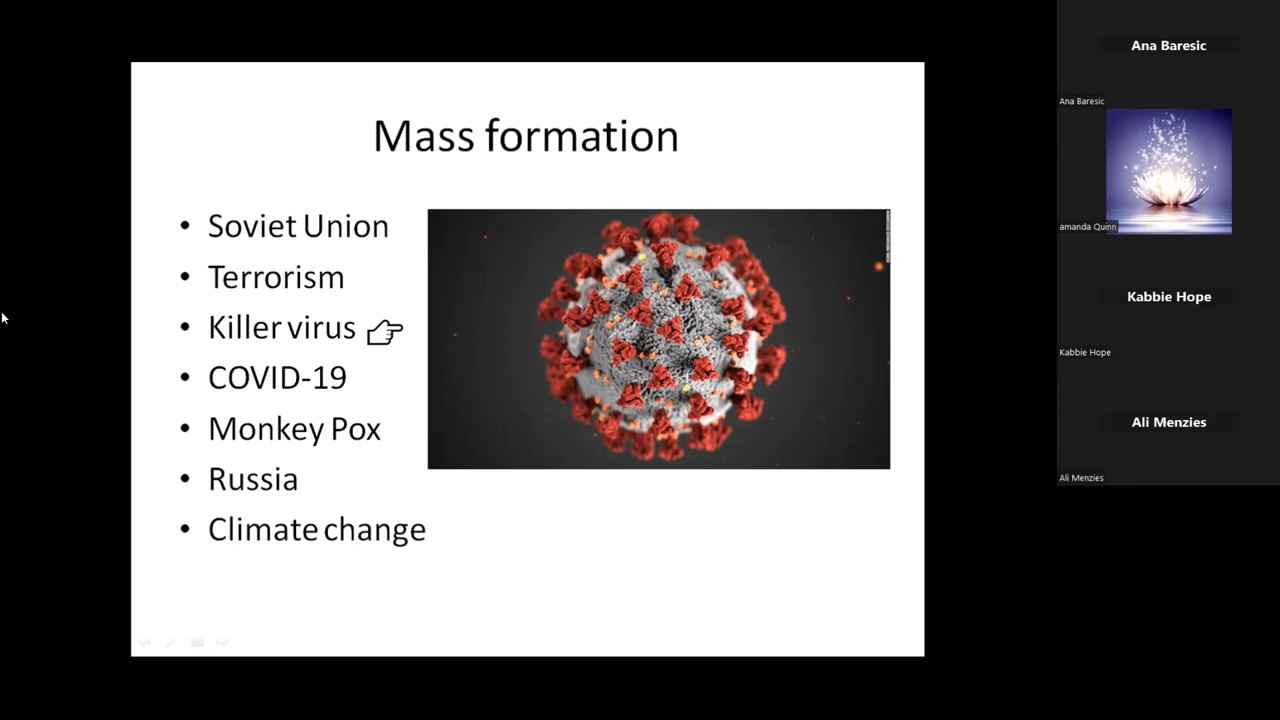 Mass formation
• Soviet Union
• Terrorism
• Killer virus
• COVID-19
• Monkey Pox
• Russia
• Climate change
Ana Baresic
Ana Baresic
amanda Quinn
Kabbie Hope
Kabbie Hope
Ali Menzies
Ali Menzies